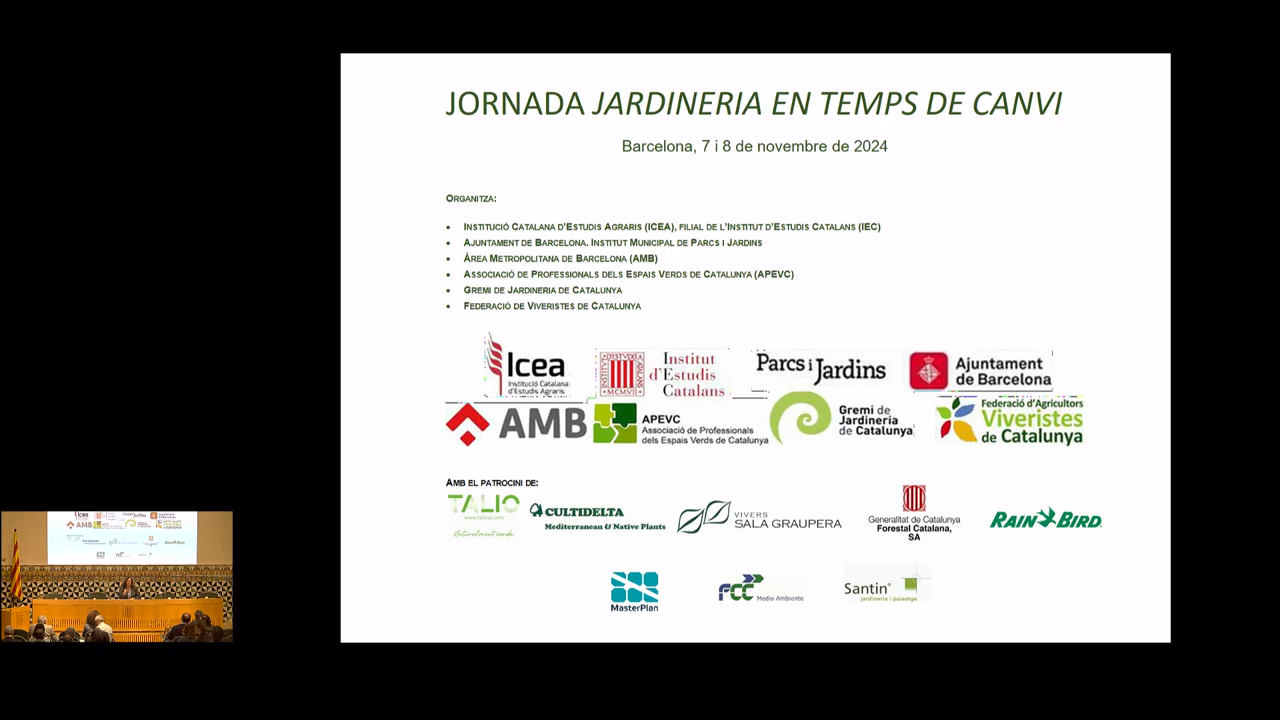 JORNADA JARDINERIA EN TEMPS DE CANVI
Barcelona, 7 i 8 de novembre de 2024
ORGANITZA:
• INSTITUCIÓ CATALANA D'ESTUDIS AGRARIS (ICEA), FILIAL DE L'INSTITUT D'ESTUDIS CATALANS (IEC)
• AJUNTAMENT DE BARCELONA. INSTITUT MUNICIPAL DE PARCS I JARDINS
• ÀREA METROPOLITANA DE BARCELONA (AMB)
• ASSOCIACIÓ DE PROFESSIONALS DELS ESPAIS VERDS DE CATALUNYA (APEVC)
• GREMI DE JARDINERIA DE CATALUNYA
• FEDERACIÓ DE VIVERISTES DE CATALUNYA
Icea
Institució Catalana
d'Estudis Agraris
Institut
d'Estudis
Catalans
Parcs i Jardins
Ajuntament
de Barcelona
AMB
APEVC
Associació de Professionals
dels Espais Verds de Catalunya
Gremi de
Jardineria
de Catalunya
Federació d'Agricultors
Viveristes
de Catalunya
AMB EL PATROCINI DE:
TALIO
Naturalment verds
CULTIDELTA
Mediterranean & Native Plants
VIVERS
SALA GRAUPERA
Generalitat de Catalunya
Forestal Catalana,
SA
RAIN BIRD
MasterPlan
FCC Medio Ambiente
Santin
jardineria i paisatge